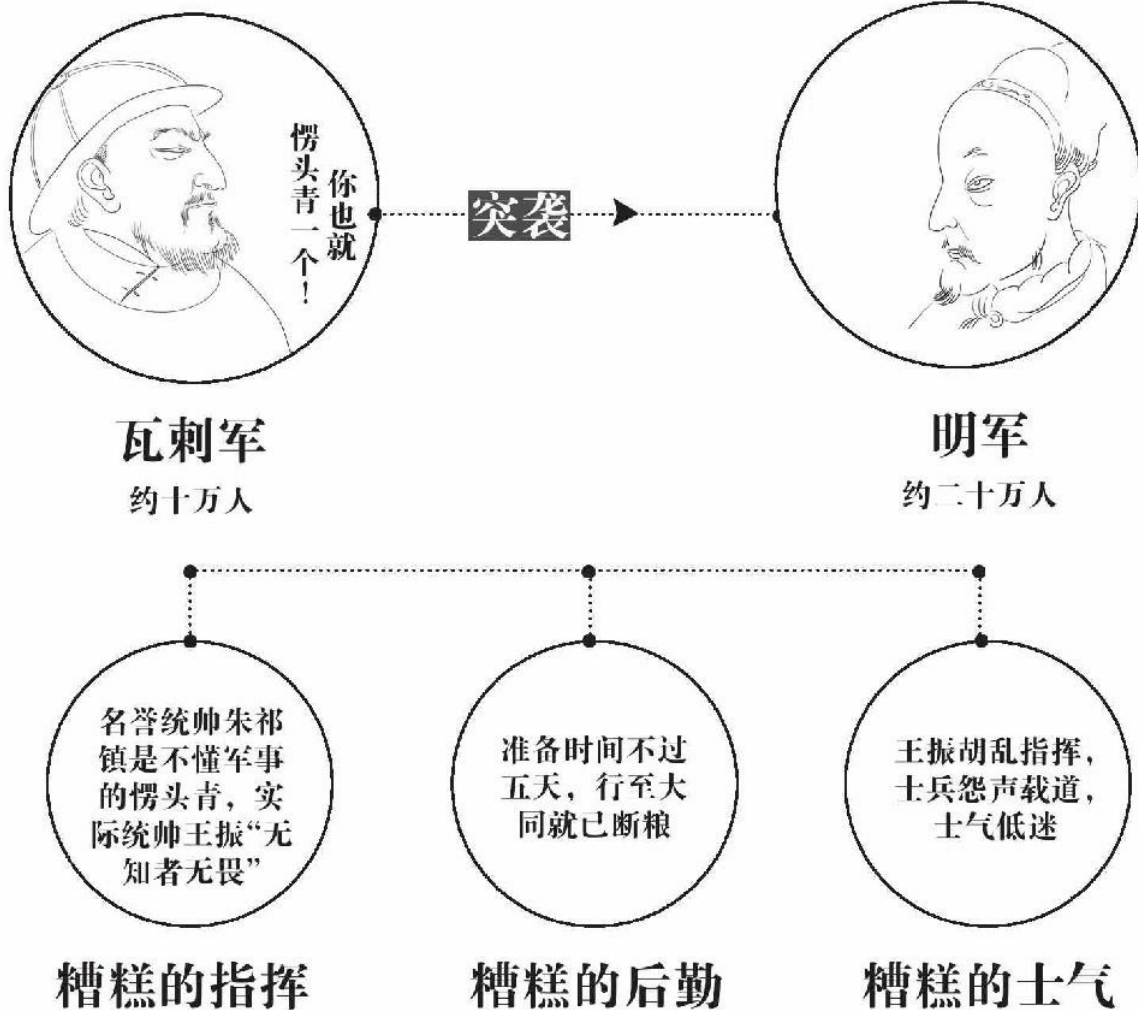 你也就
愣头青一个！
突袭
瓦剌军
约十万人
明军
约二十万人
名誉统帅朱祁
镇是不懂军事
的愣头青，实
际统帅王振“无
知者无畏”
糟糕的指挥
准备时间不过
五天，行至大
同就已断粮
糟糕的后勤
王振胡乱指挥，
士兵怨声载道，
士气低迷
糟糕的士气